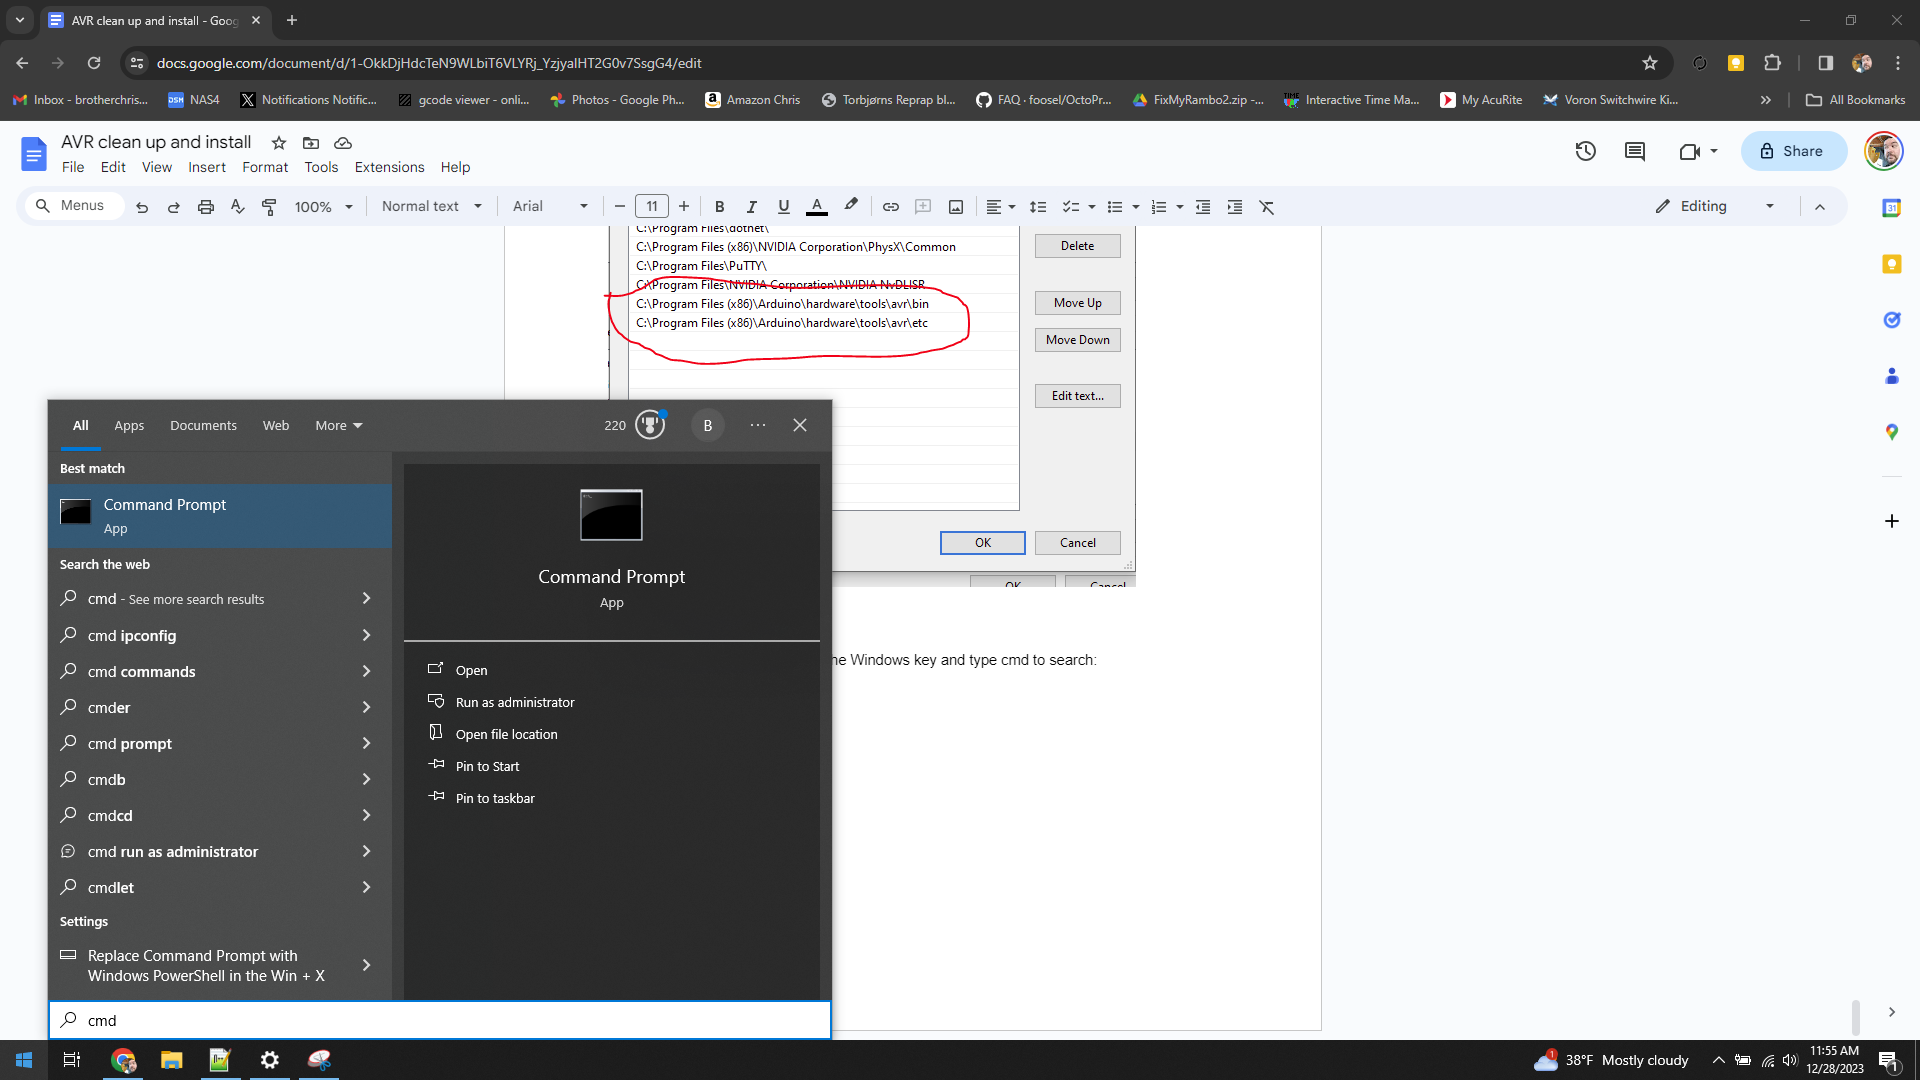 AVR clean up and install - Goog
docs.google.com/document/d/1-OkkDjHdcTeN9WLbiT6VLYRj_YzjyalHT2G0v7SsgG4/edit
Inbox - brotherchris...
DSM NAS4
Notifications Notific...
gcode viewer - onli...
Photos - Google Ph...
Amazon Chris
Torbjørns Reprap bl...
FAQ · foosel/OctoPr...
FixMyRambo2.zip -...
TIME
Interactive Time Ma...
My AcuRite
Voron Switchwire Ki...
All Bookmarks
AVR clean up and install
File Edit View Insert Format Tools Extensions Help
Share
Menus
100%
Normal text
Arial
11
B I U A
Editing
31
C:\Program Files\dotnet\
C:\Program Files (x86)\NVIDIA Corporation\PhysX\Common
C:\Program Files\PuTTY\
C:\Program Files\NVIDIA Corporation\NVIDIA NvDLISR
C:\Program Files (x86)\Arduino\hardware\tools\avr\bin
C:\Program Files (x86)\Arduino\hardware\tools\avr\etc
Delete
Move Up
Move Down
Edit text...
OK
Cancel
OK
Cancel
he Windows key and type cmd to search:
All Apps Documents Web More
220
B
Best match
Command Prompt
App
Search the web
cmd - See more search results
cmd ipconfig
cmd commands
cmder
cmd prompt
cmdb
cmdcd
cmd run as administrator
cmdlet
Settings
Replace Command Prompt with
Windows PowerShell in the Win + X
Command Prompt
App
Open
Run as administrator
Open file location
Pin to Start
Pin to taskbar
cmd
1
38°F Mostly cloudy
11:55 AM
12/28/2023
1